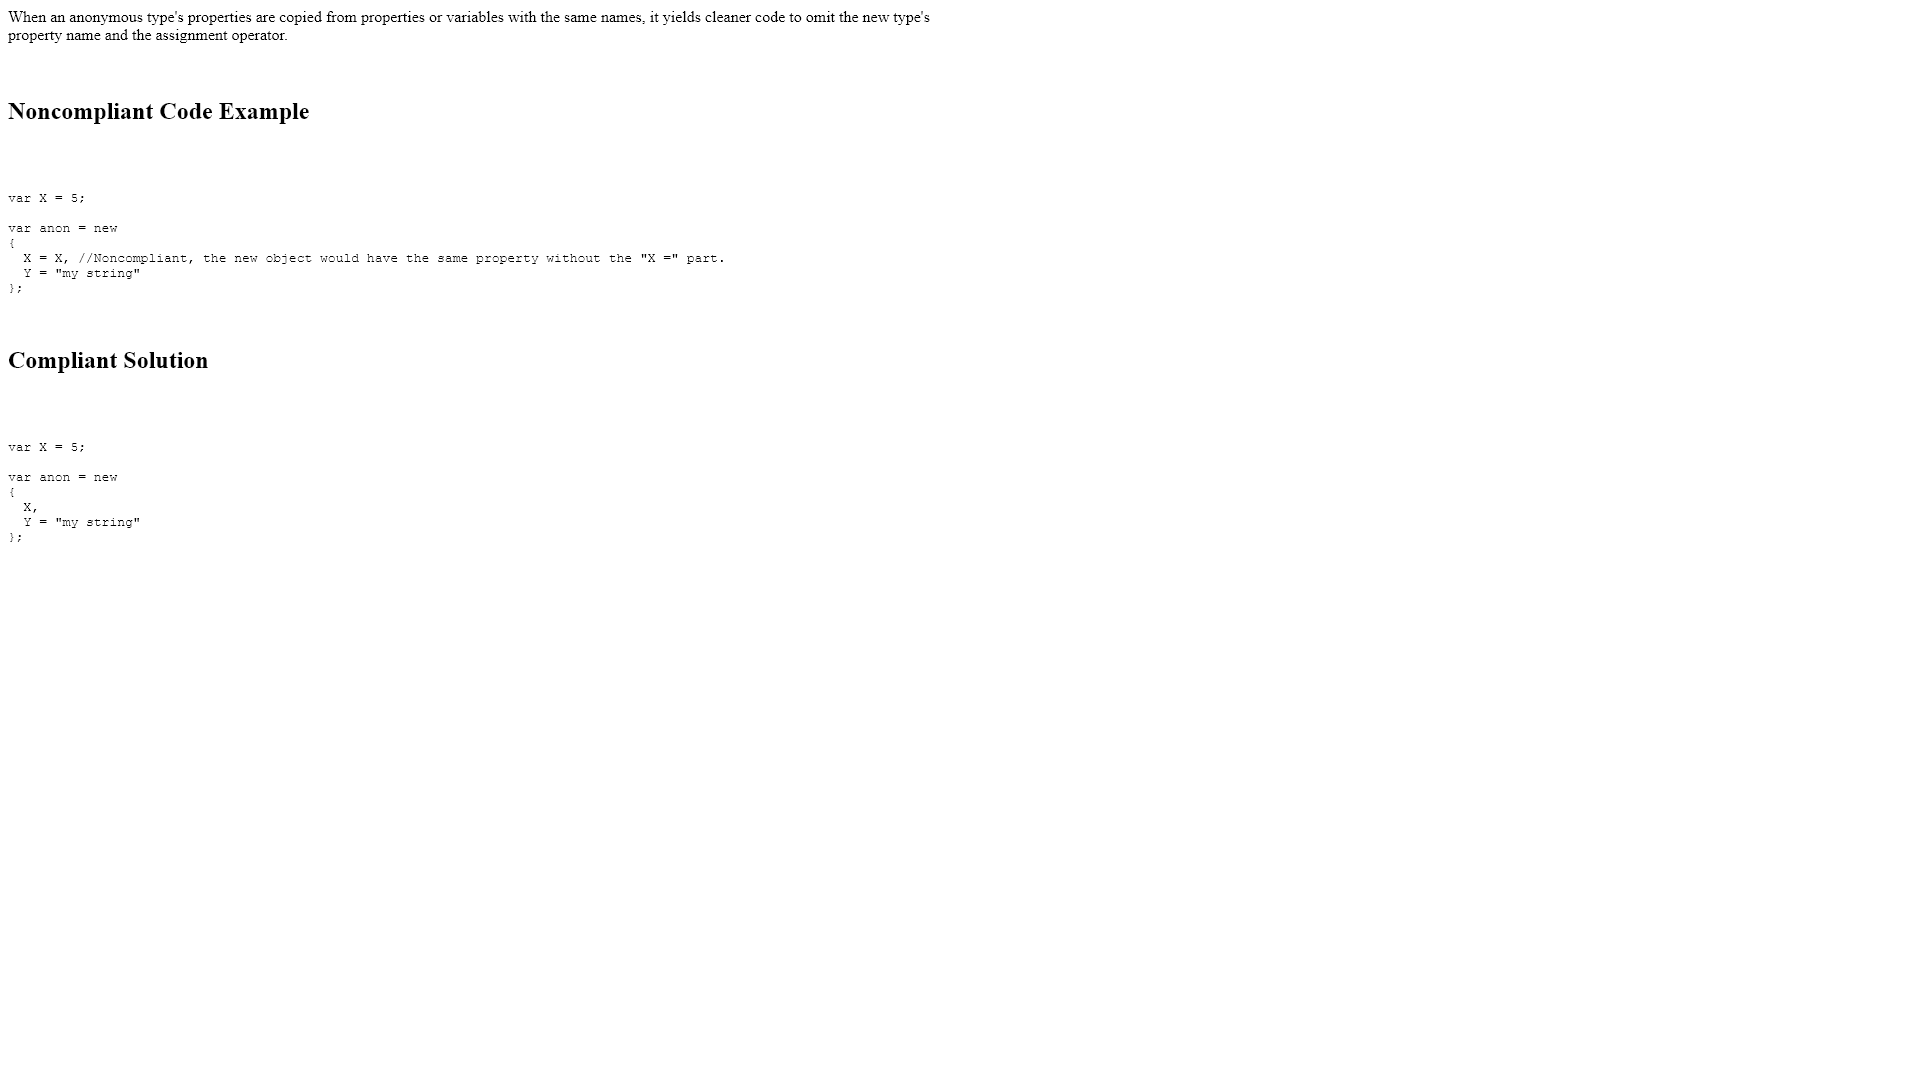 When an anonymous type's properties are copied from properties or variables with the same names, it yields cleaner code to omit the new type's
property name and the assignment operator.
Noncompliant Code Example
var X = 5;
var anon = new
{
  X = X, //Noncompliant, the new object would have the same property without the "X =" part.
  Y = "my string"
};
Compliant Solution
var X = 5;
var anon = new
{
  X,
  Y = "my string"
};